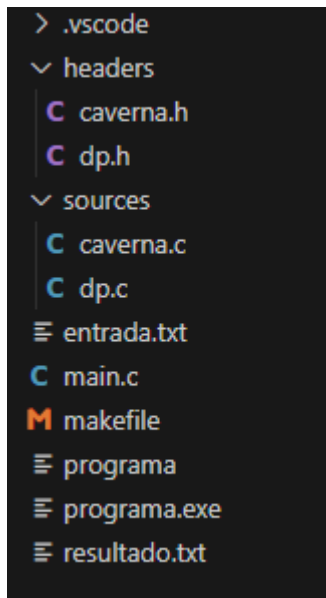 .vscode
headers
C caverna.h
C dp.h
sources
C caverna.c
C dp.c
entrada.txt
C main.c
M makefile
programa
programa.exe
resultado.txt